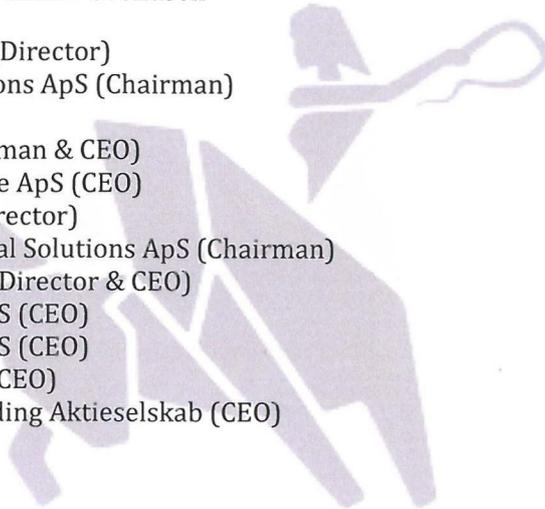 Director)
ons ApS (Chairman)
man & CEO)
e ApS (CEO)
rector)
al Solutions ApS (Chairman)
Director & CEO)
S (CEO)
S (CEO)
CEO)
ling Aktieselskab (CEO)